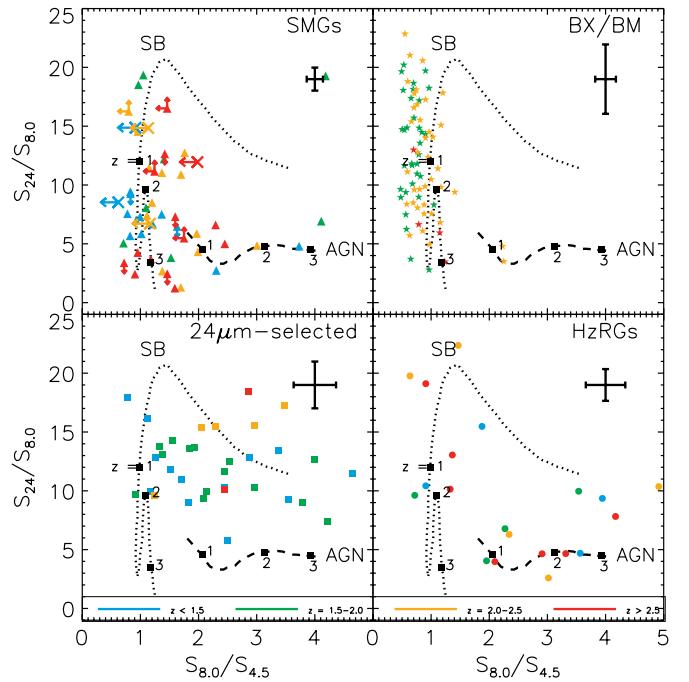 SMGs
BX/BM
25
20
15
10
5
0
S24/S8.0
SB
z = 1
2
3
1
2
3
AGN
SB
z = 1
2
3
1
2
3
AGN
24μm-selected
HzRGs
25
20
15
10
5
0
S24/S8.0
SB
z = 1
2
3
1
2
3
AGN
SB
z = 1
2
3
1
2
3
AGN
z < 1.5
z = 1.5-2.0
z = 2.0-2.5
z > 2.5
0 1 2 3 4
0 1 2 3 4 5
S8.0/S4.5
S8.0/S4.5